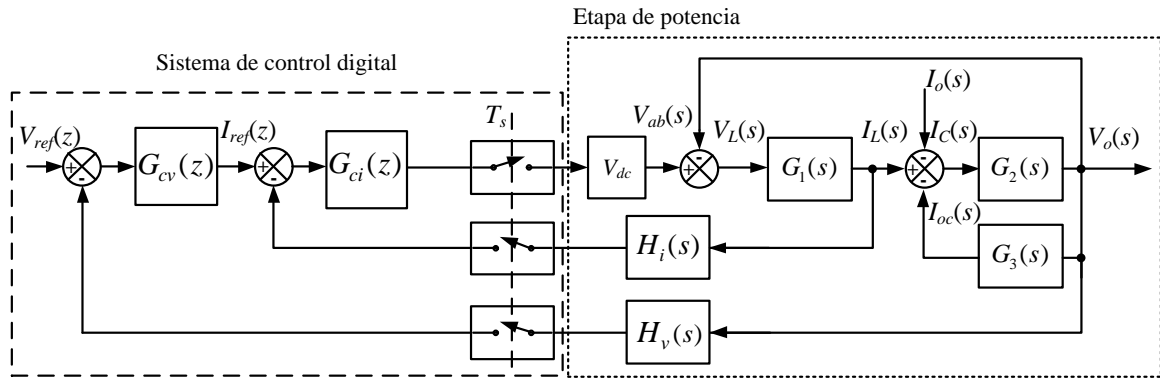 Etapa de potencia
Sistema de control digital
V_ref(z)
G_cv(z)
I_ref(z)
G_ci(z)
T_s
V_dc
V_ab(s)
V_L(s)
G_1(s)
I_L(s)
I_o(s)
I_C(s)
G_2(s)
V_o(s)
I_oc(s)
G_3(s)
H_i(s)
H_v(s)
+
-
+
-
+
-
+
-
-